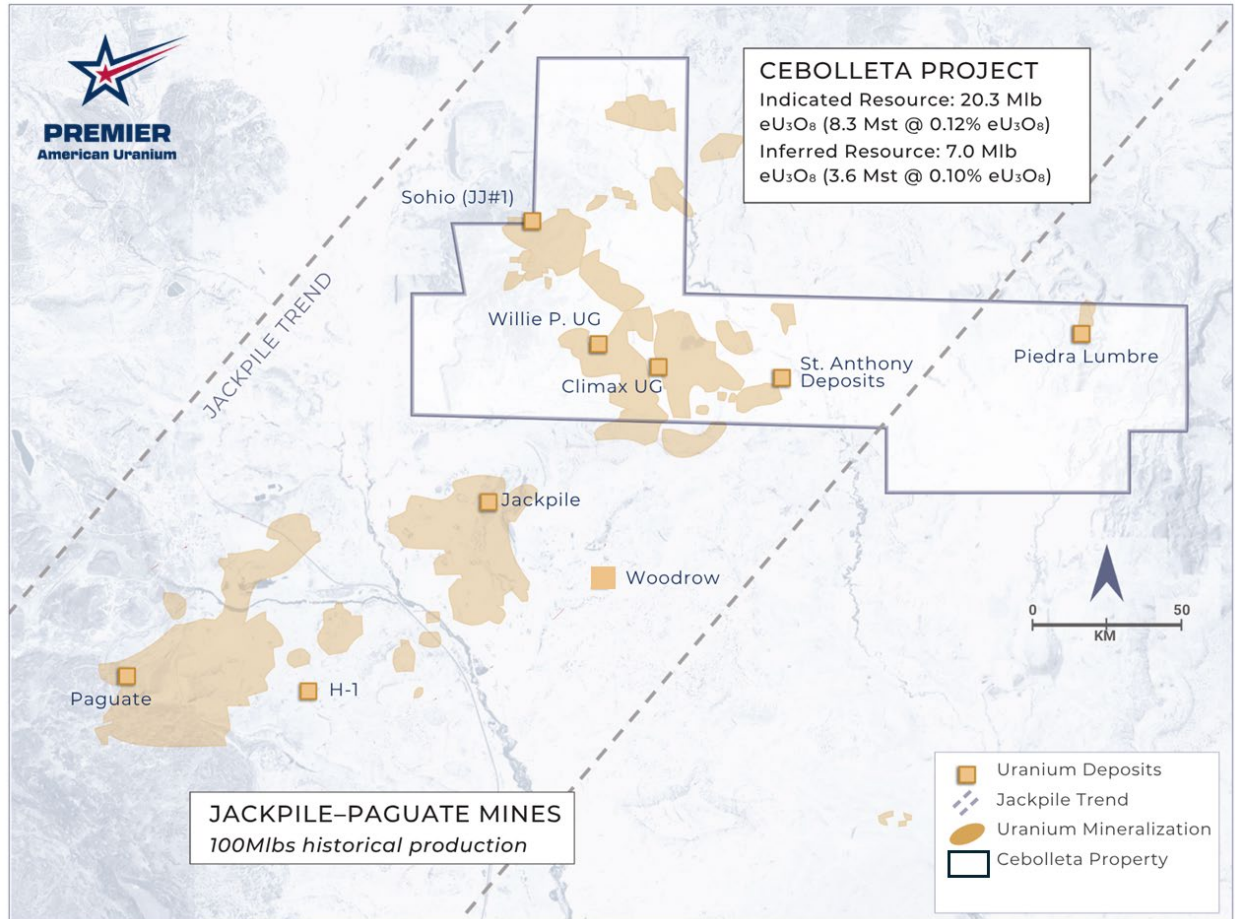 PREMIER
American Uranium
CEBOLLETA PROJECT
Indicated Resource: 20.3 Mlb
eU₃O₈ (8.3 Mst @ 0.12% eU₃O₈)
Inferred Resource: 7.0 Mlb
eU₃O₈ (3.6 Mst @ 0.10% eU₃O₈)
Sohio (JJ#1)
JACKPILE TREND
Willie P. UG
Climax UG
St. Anthony
Deposits
Piedra Lumbre
Jackpile
Woodrow
0 50
KM
Paguate
H-1
JACKPILE–PAGUATE MINES
100Mlbs historical production
Uranium Deposits
Jackpile Trend
Uranium Mineralization
Cebolleta Property